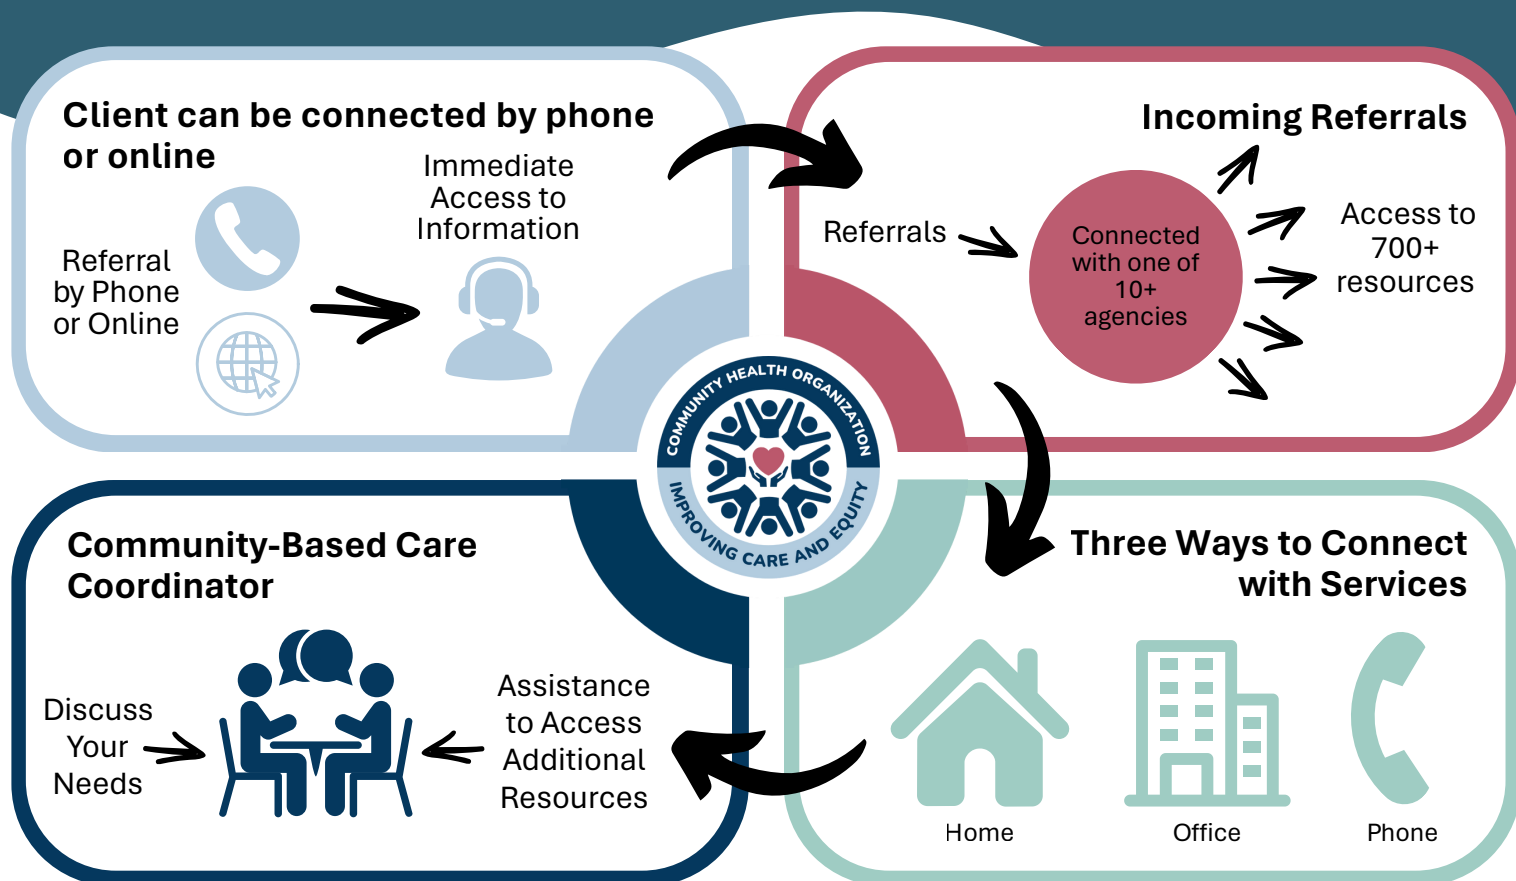 Client can be connected by phone
or online
Referral
by Phone
or Online
Immediate
Access to
Information
Incoming Referrals
Referrals
Connected
with one of
10+
agencies
Access to
700+
resources
COMMUNITY HEALTH ORGANIZATION
IMPROVING CARE AND EQUITY
Community-Based Care
Coordinator
Discuss
Your
Needs
Assistance
to Access
Additional
Resources
Three Ways to Connect
with Services
Home
Office
Phone